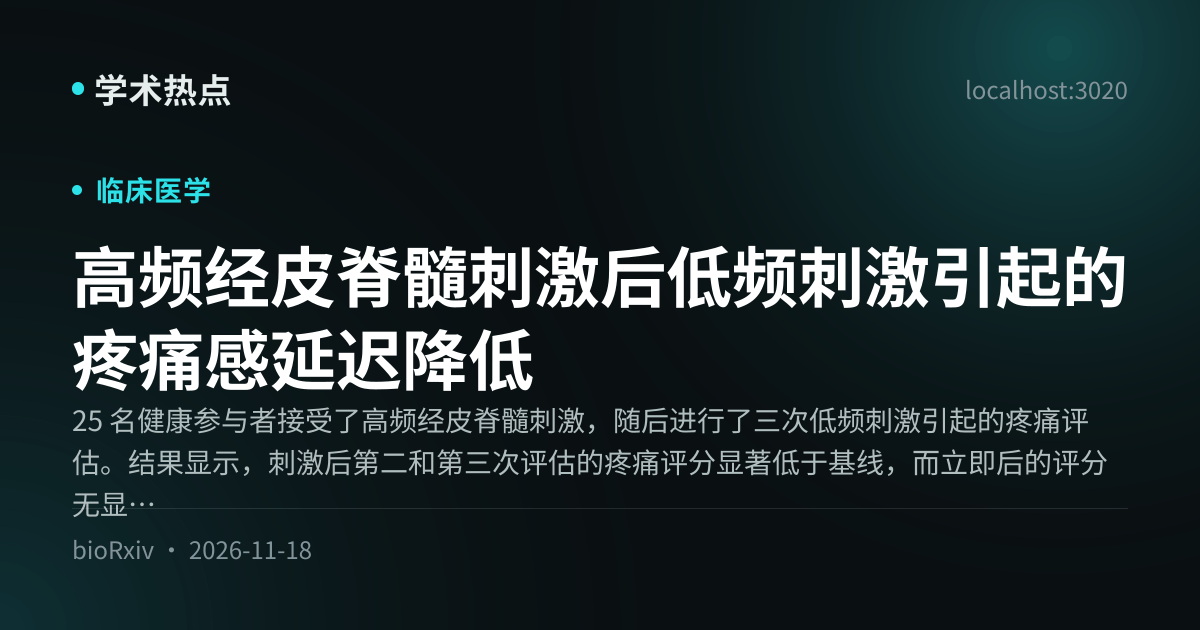 学术热点
localhost:3020
临床医学
高频经皮脊髓刺激后低频刺激引起的
疼痛感延迟降低
25 名健康参与者接受了高频经皮脊髓刺激，随后进行了三次低频刺激引起的疼痛评
估。结果显示，刺激后第二和第三次评估的疼痛评分显著低于基线，而立即后的评分
无显…
bioRxiv • 2026-11-18